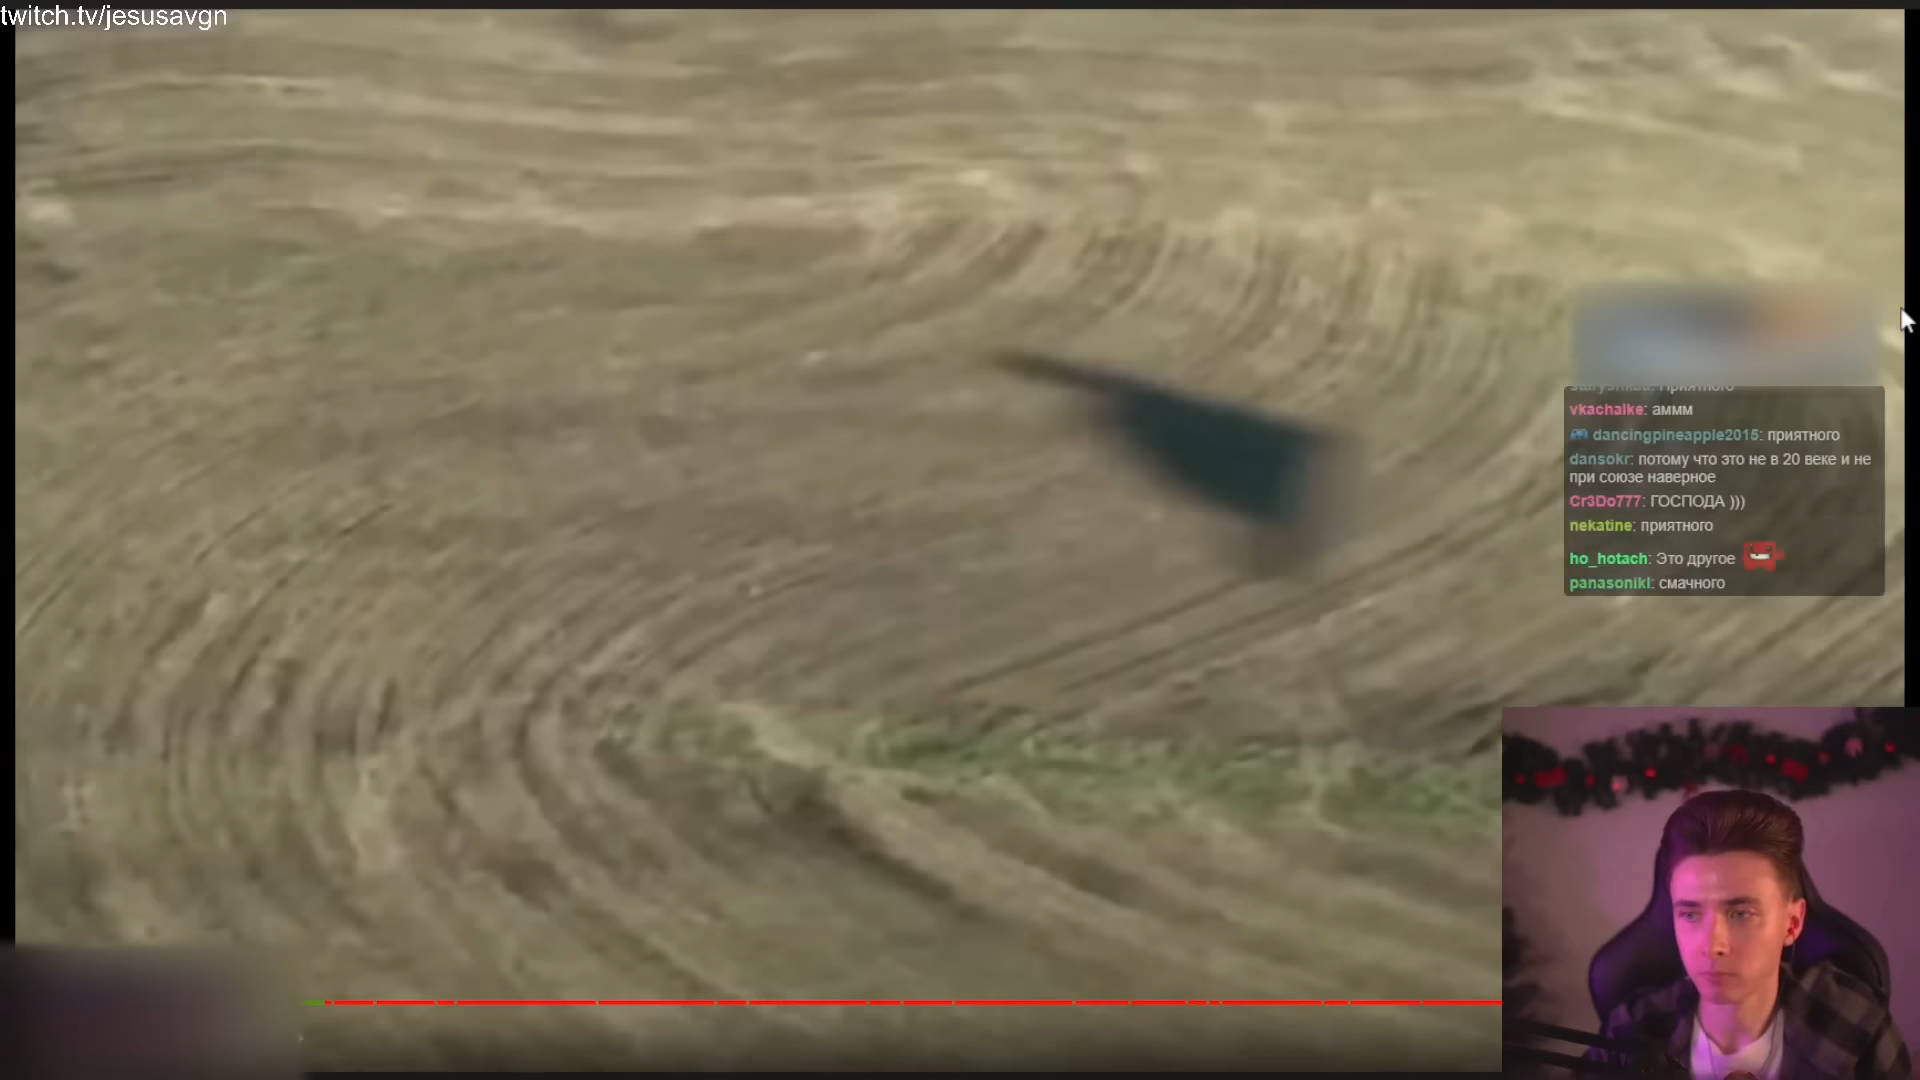 twitch.tv/jesusavgn
vkachalke: аммм
dancingpineapple2015: приятного
dansokr: потому что это не в 20 веке и не
при союзе наверное
Cr3Do777: ГОСПОДА )))
nekatine: приятного
ho_hotach: Это другое
panasonikl: смачного